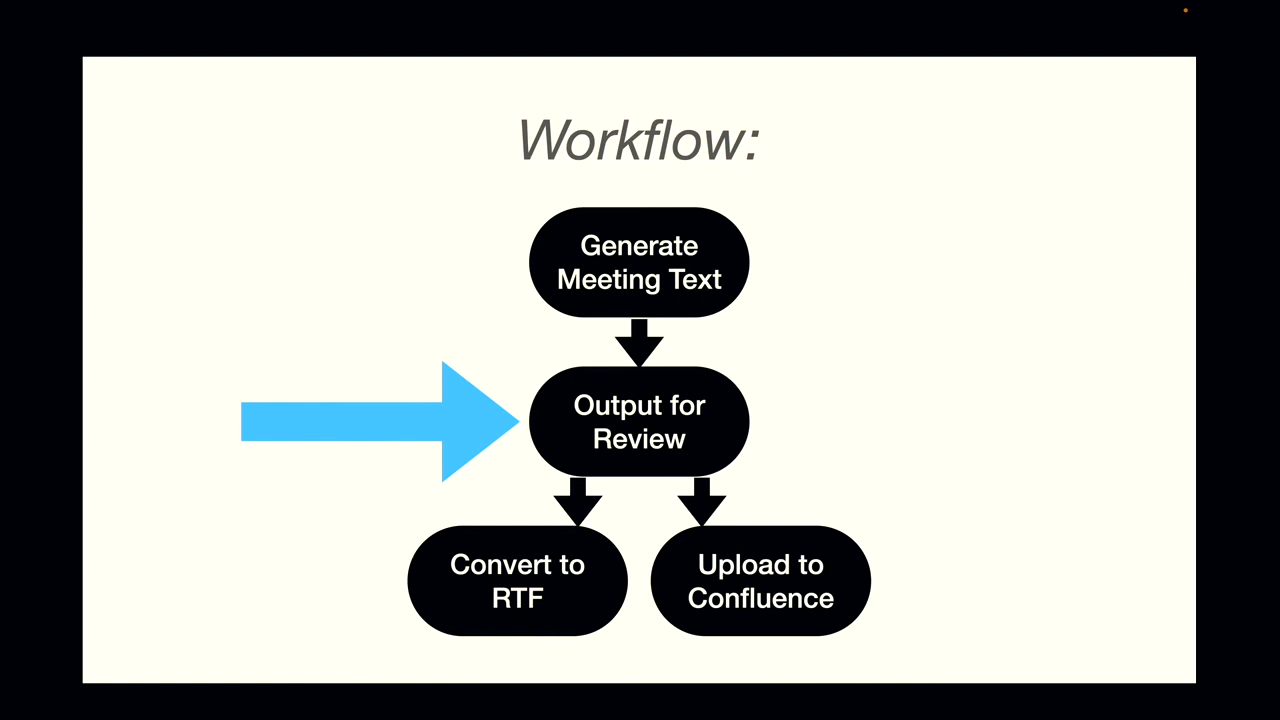 Workflow:
Generate
Meeting Text
Output for
Review
Convert to
RTF
Upload to
Confluence